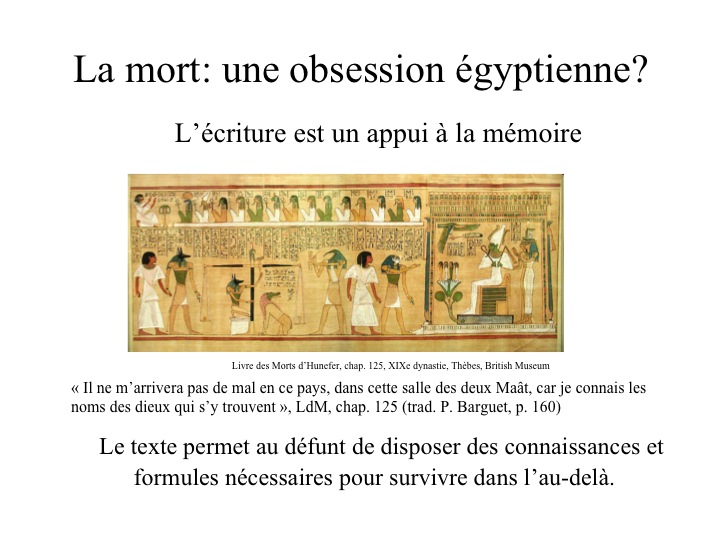 La mort: une obsession égyptienne?
L’écriture est un appui à la mémoire
Livre des Morts d’Hunefer, chap. 125, XIXe dynastie, Thèbes, British Museum
« Il ne m’arrivera pas de mal en ce pays, dans cette salle des deux Maât, car je connais les
noms des dieux qui s’y trouvent », LdM, chap. 125 (trad. P. Barguet, p. 160)
Le texte permet au défunt de disposer des connaissances et
formules nécessaires pour survivre dans l’au-delà.